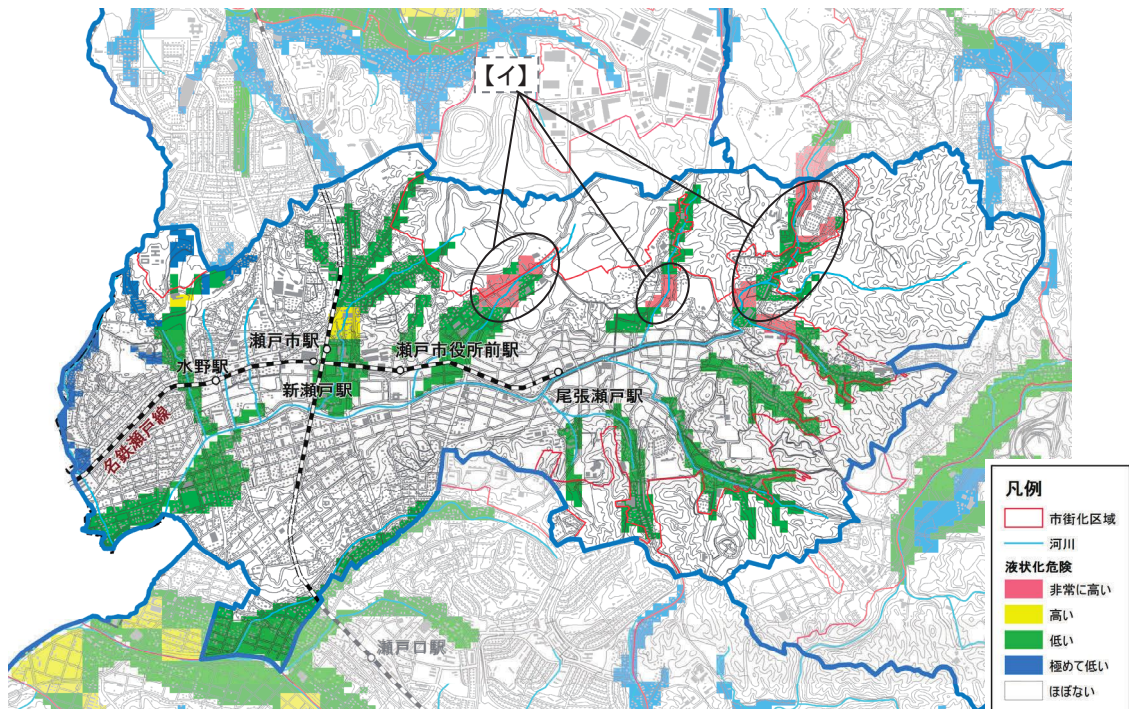 【イ】
瀬戸市駅
瀬戸市役所前駅
水野駅
新瀬戸駅
尾張瀬戸駅
名鉄瀬戸線
瀬戸口駅
凡例
市街化区域
河川
液状化危険
非常に高い
高い
低い
極めて低い
ほぼない